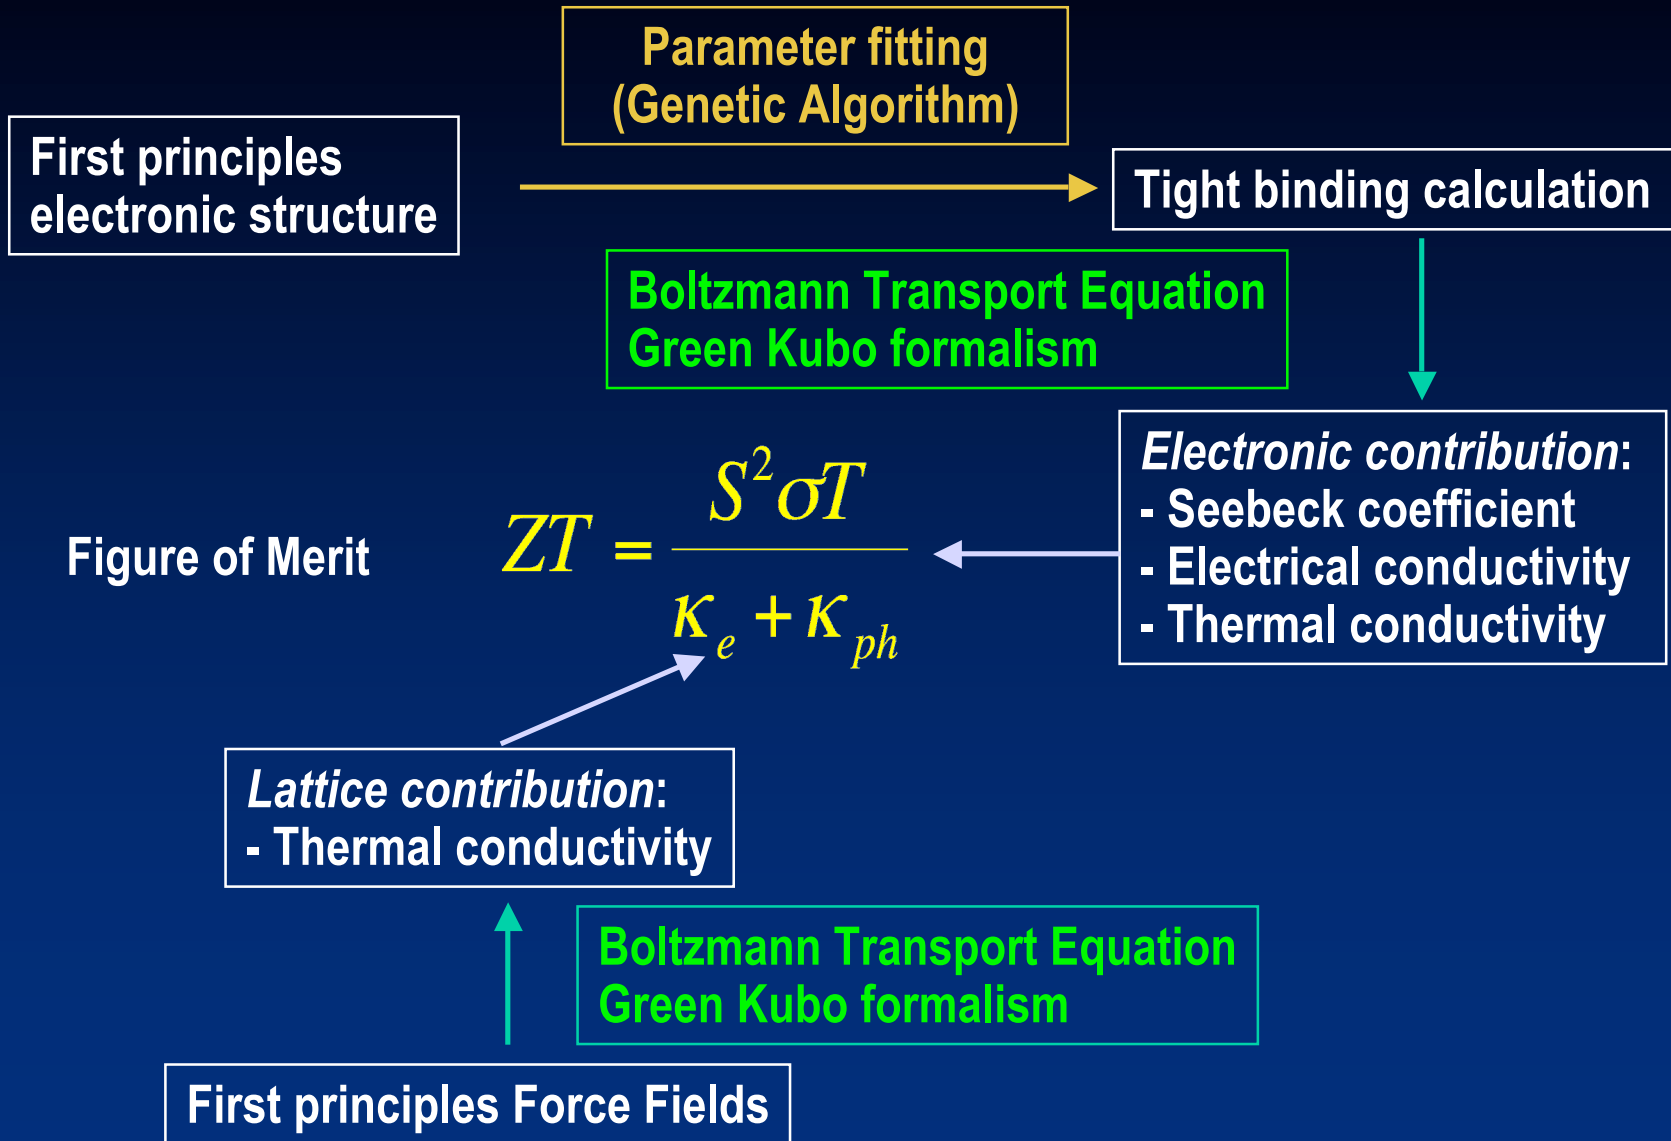 Parameter fitting
(Genetic Algorithm)
First principles
electronic structure
Tight binding calculation
Boltzmann Transport Equation
Green Kubo formalism
Electronic contribution:
- Seebeck coefficient
- Electrical conductivity
- Thermal conductivity
Figure of Merit
ZT = S²σT / κₑ + κ_ph
Lattice contribution:
- Thermal conductivity
Boltzmann Transport Equation
Green Kubo formalism
First principles Force Fields